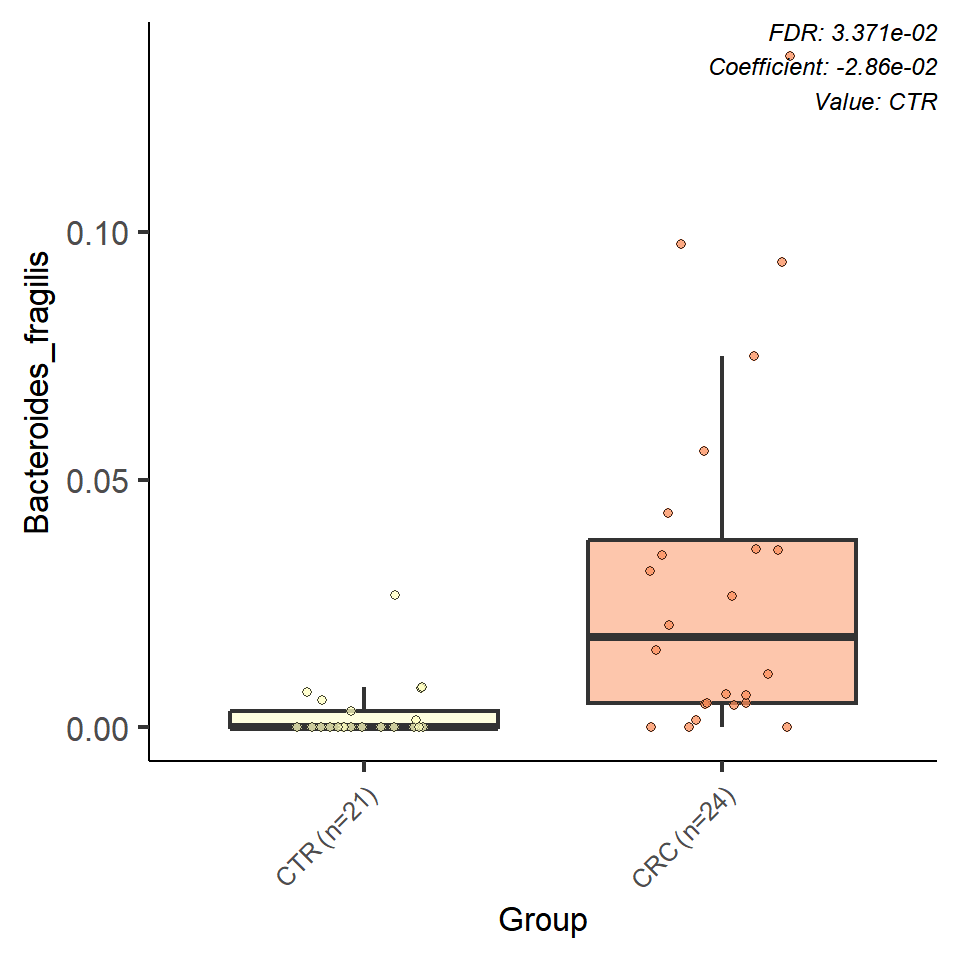 FDR: 3.371e-02
Coefficient: -2.86e-02
Value: CTR
Bacteroides_fragilis
0.10
0.05
0.00
CTR (n=21)
CRC (n=24)
Group